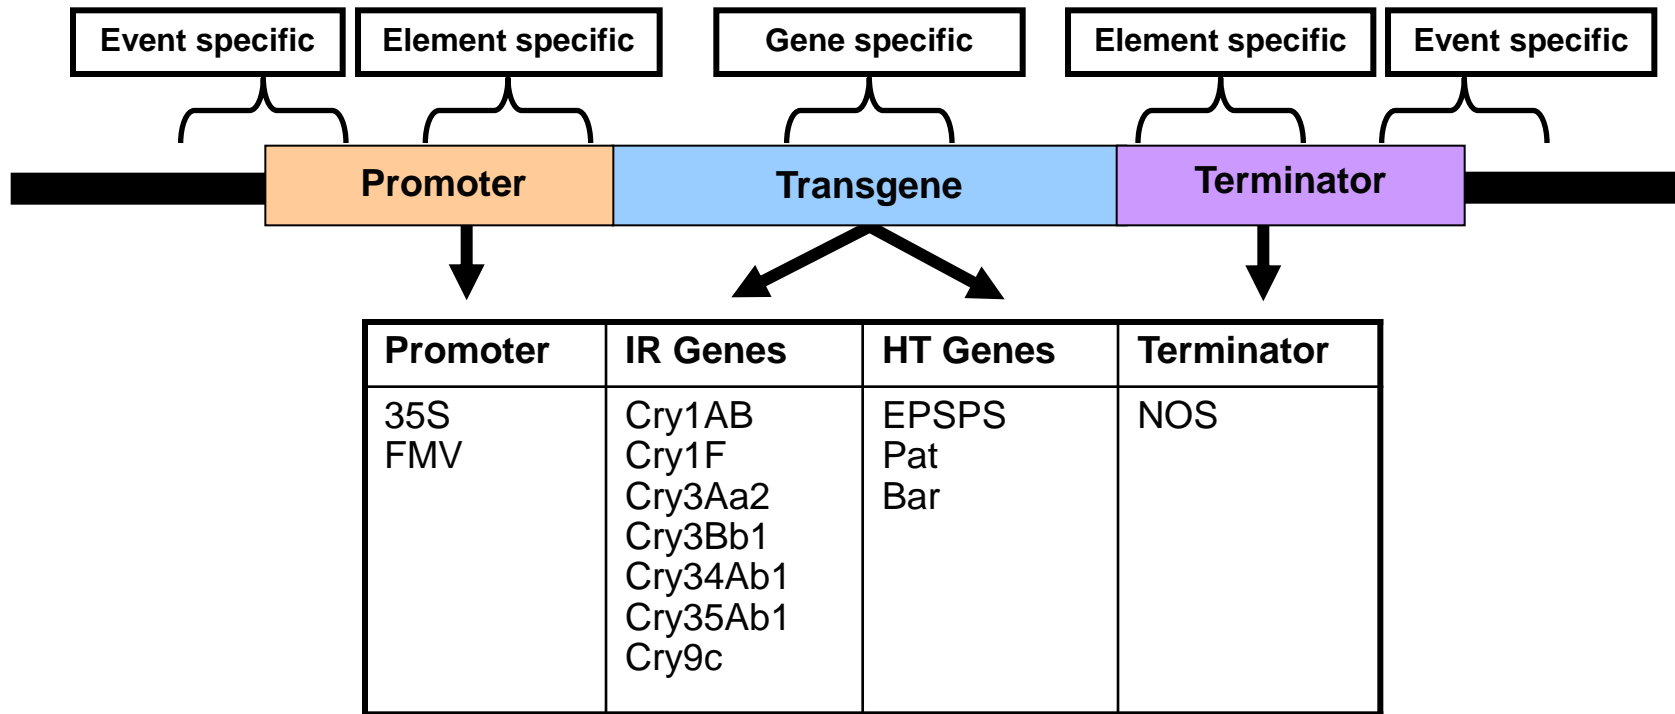 Event specific
Element specific
Gene specific
Element specific
Event specific
Promoter
Transgene
Terminator
Promoter
IR Genes
HT Genes
Terminator
35S
FMV
Cry1AB
Cry1F
Cry3Aa2
Cry3Bb1
Cry34Ab1
Cry35Ab1
Cry9c
EPSPS
Pat
Bar
NOS